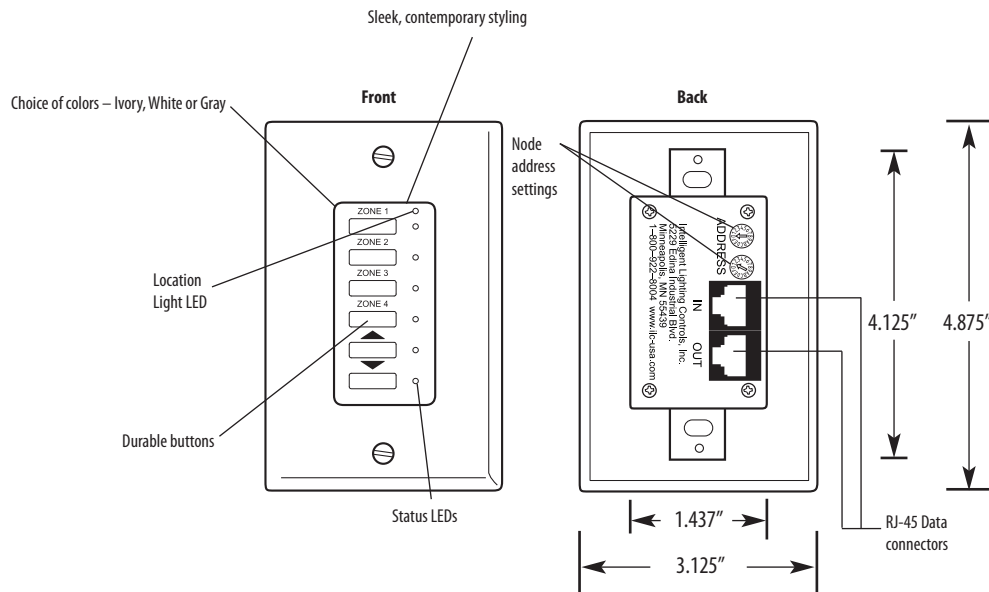 Sleek, contemporary styling
Choice of colors – Ivory, White or Gray
Front
Back
Node
address
settings
ZONE 1
ZONE 2
ZONE 3
ZONE 4
Location
Light LED
Durable buttons
Status LEDs
ADDRESS
IN
OUT
Intelligent Lighting Controls, Inc.
5229 Edina Industrial Blvd.
Minneapolis, MN 55439
1–800–922–8004 www.ilc-usa.com
4.125”
4.875”
1.437”
3.125”
RJ-45 Data
connectors